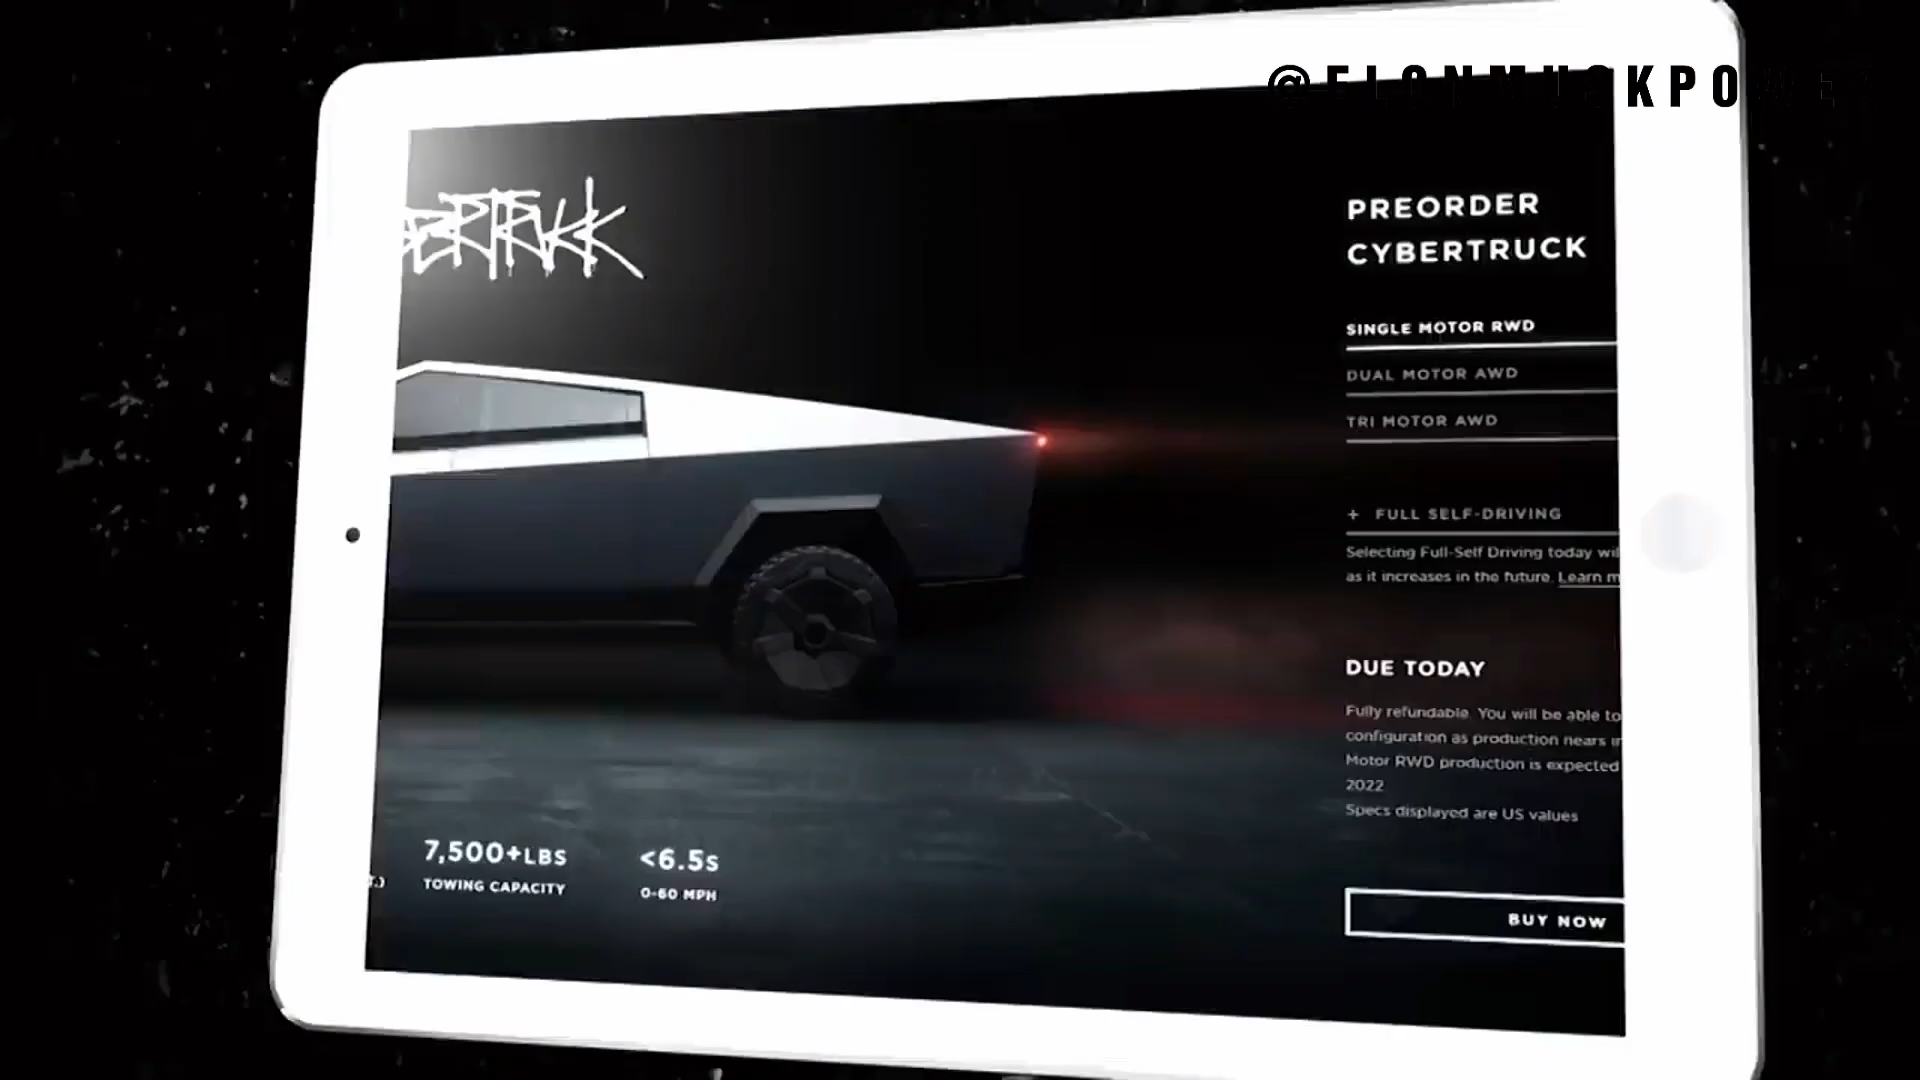 @ELONMUSKPOWER
PREORDER
CYBERTRUCK
SINGLE MOTOR RWD
DUAL MOTOR AWD
TRI MOTOR AWD
+ FULL SELF-DRIVING
Selecting Full-Self Driving today
as it increases in the future. Learn
DUE TODAY
Fully refundable. You will be able to
configuration as production nears
Motor RWD production is expected
2022
Specs displayed are US values
7,500+LBS
TOWING CAPACITY
<6.5S
0-60 MPH
BUY NOW